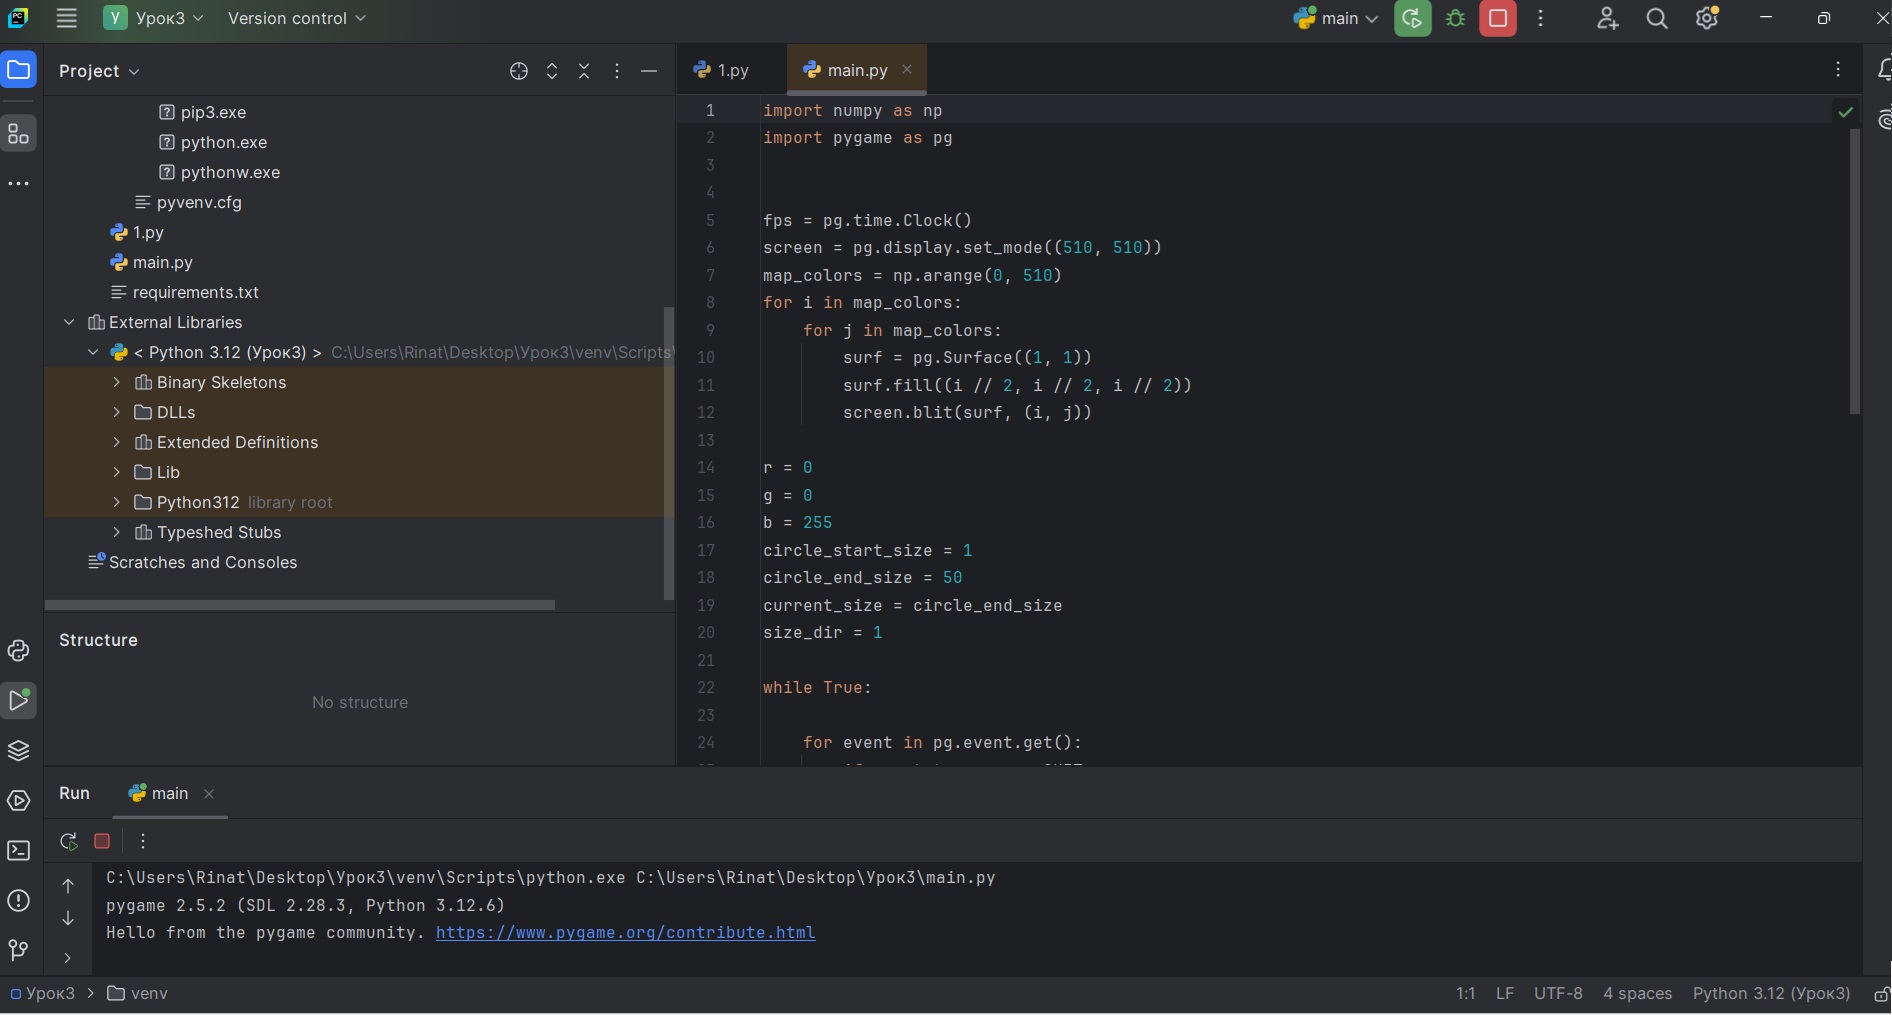 Урок3 Version control main
Project
pip3.exe
python.exe
pythonw.exe
pyvenv.cfg
1.py
main.py
requirements.txt
External Libraries
< Python 3.12 (Урок3) > C:\Users\Rinat\Desktop\Урок3\venv\Scripts\
Binary Skeletons
DLLs
Extended Definitions
Lib
Python312 library root
Typeshed Stubs
Scratches and Consoles
Structure
No structure
1.py main.py
1 import numpy as np
2 import pygame as pg
3
4
5 fps = pg.time.Clock()
6 screen = pg.display.set_mode((510, 510))
7 map_colors = np.arange(0, 510)
8 for i in map_colors:
9     for j in map_colors:
10         surf = pg.Surface((1, 1))
11         surf.fill((i // 2, i // 2, i // 2))
12         screen.blit(surf, (i, j))
13
14 r = 0
15 g = 0
16 b = 255
17 circle_start_size = 1
18 circle_end_size = 50
19 current_size = circle_end_size
20 size_dir = 1
21
22 while True:
23
24     for event in pg.event.get():
Run main
C:\Users\Rinat\Desktop\Урок3\venv\Scripts\python.exe C:\Users\Rinat\Desktop\Урок3\main.py
pygame 2.5.2 (SDL 2.28.3, Python 3.12.6)
Hello from the pygame community. https://www.pygame.org/contribute.html
Урок3 > venv
1:1 LF UTF-8 4 spaces Python 3.12 (Урок3)